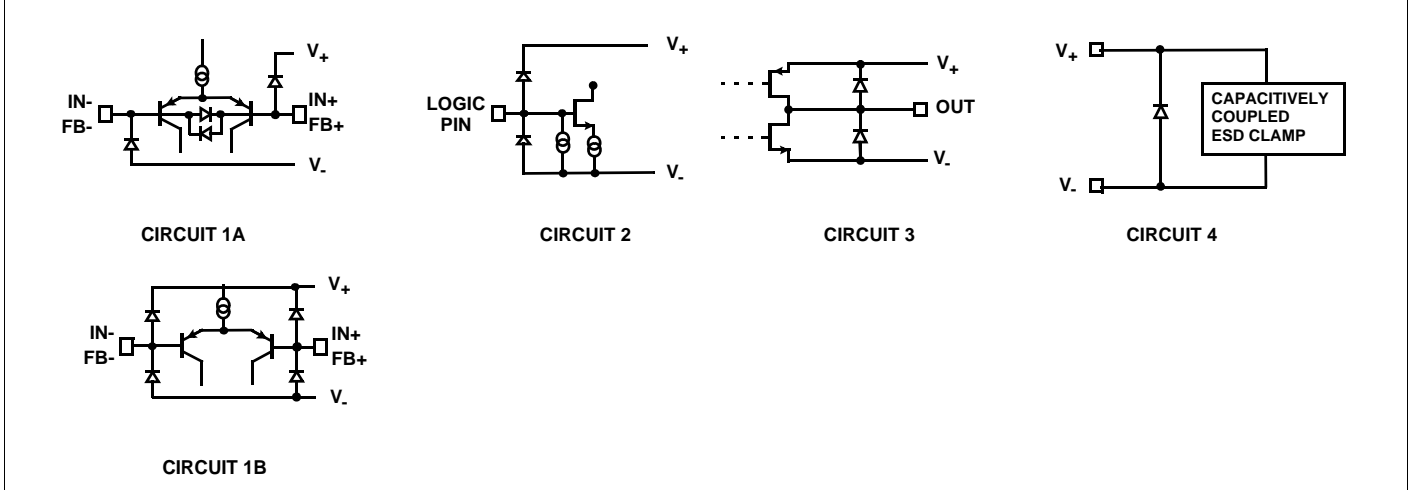 IN-
FB-
V+
IN+
FB+
V-
CIRCUIT 1A
LOGIC
PIN
V+
V-
CIRCUIT 2
V+
OUT
V-
CIRCUIT 3
V+
V-
CAPACITIVELY
COUPLED
ESD CLAMP
CIRCUIT 4
IN-
FB-
V+
IN+
FB+
V-
CIRCUIT 1B